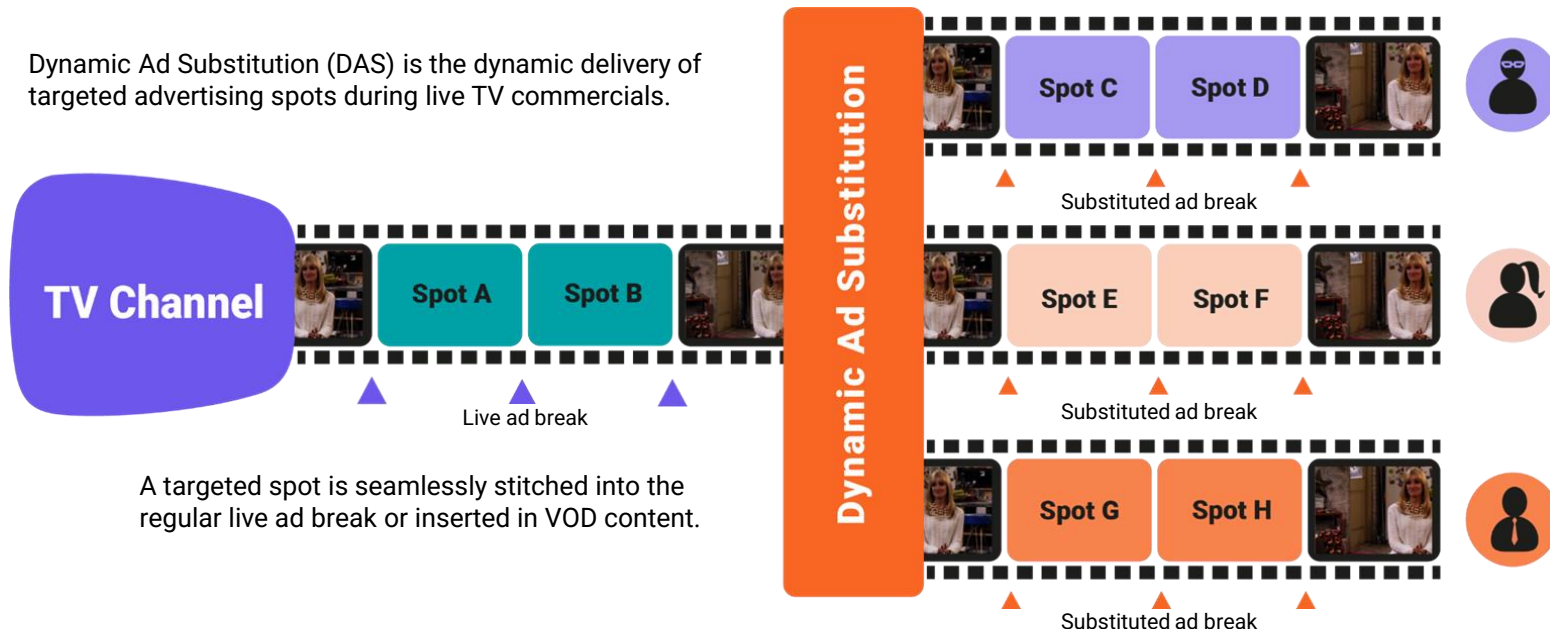 Dynamic Ad Substitution (DAS) is the dynamic delivery of
targeted advertising spots during live TV commercials.
TV Channel
Spot A
Spot B
Live ad break
A targeted spot is seamlessly stitched into the
regular live ad break or inserted in VOD content.
Dynamic Ad Substitution
Spot C
Spot D
Substituted ad break
Spot E
Spot F
Substituted ad break
Spot G
Spot H
Substituted ad break